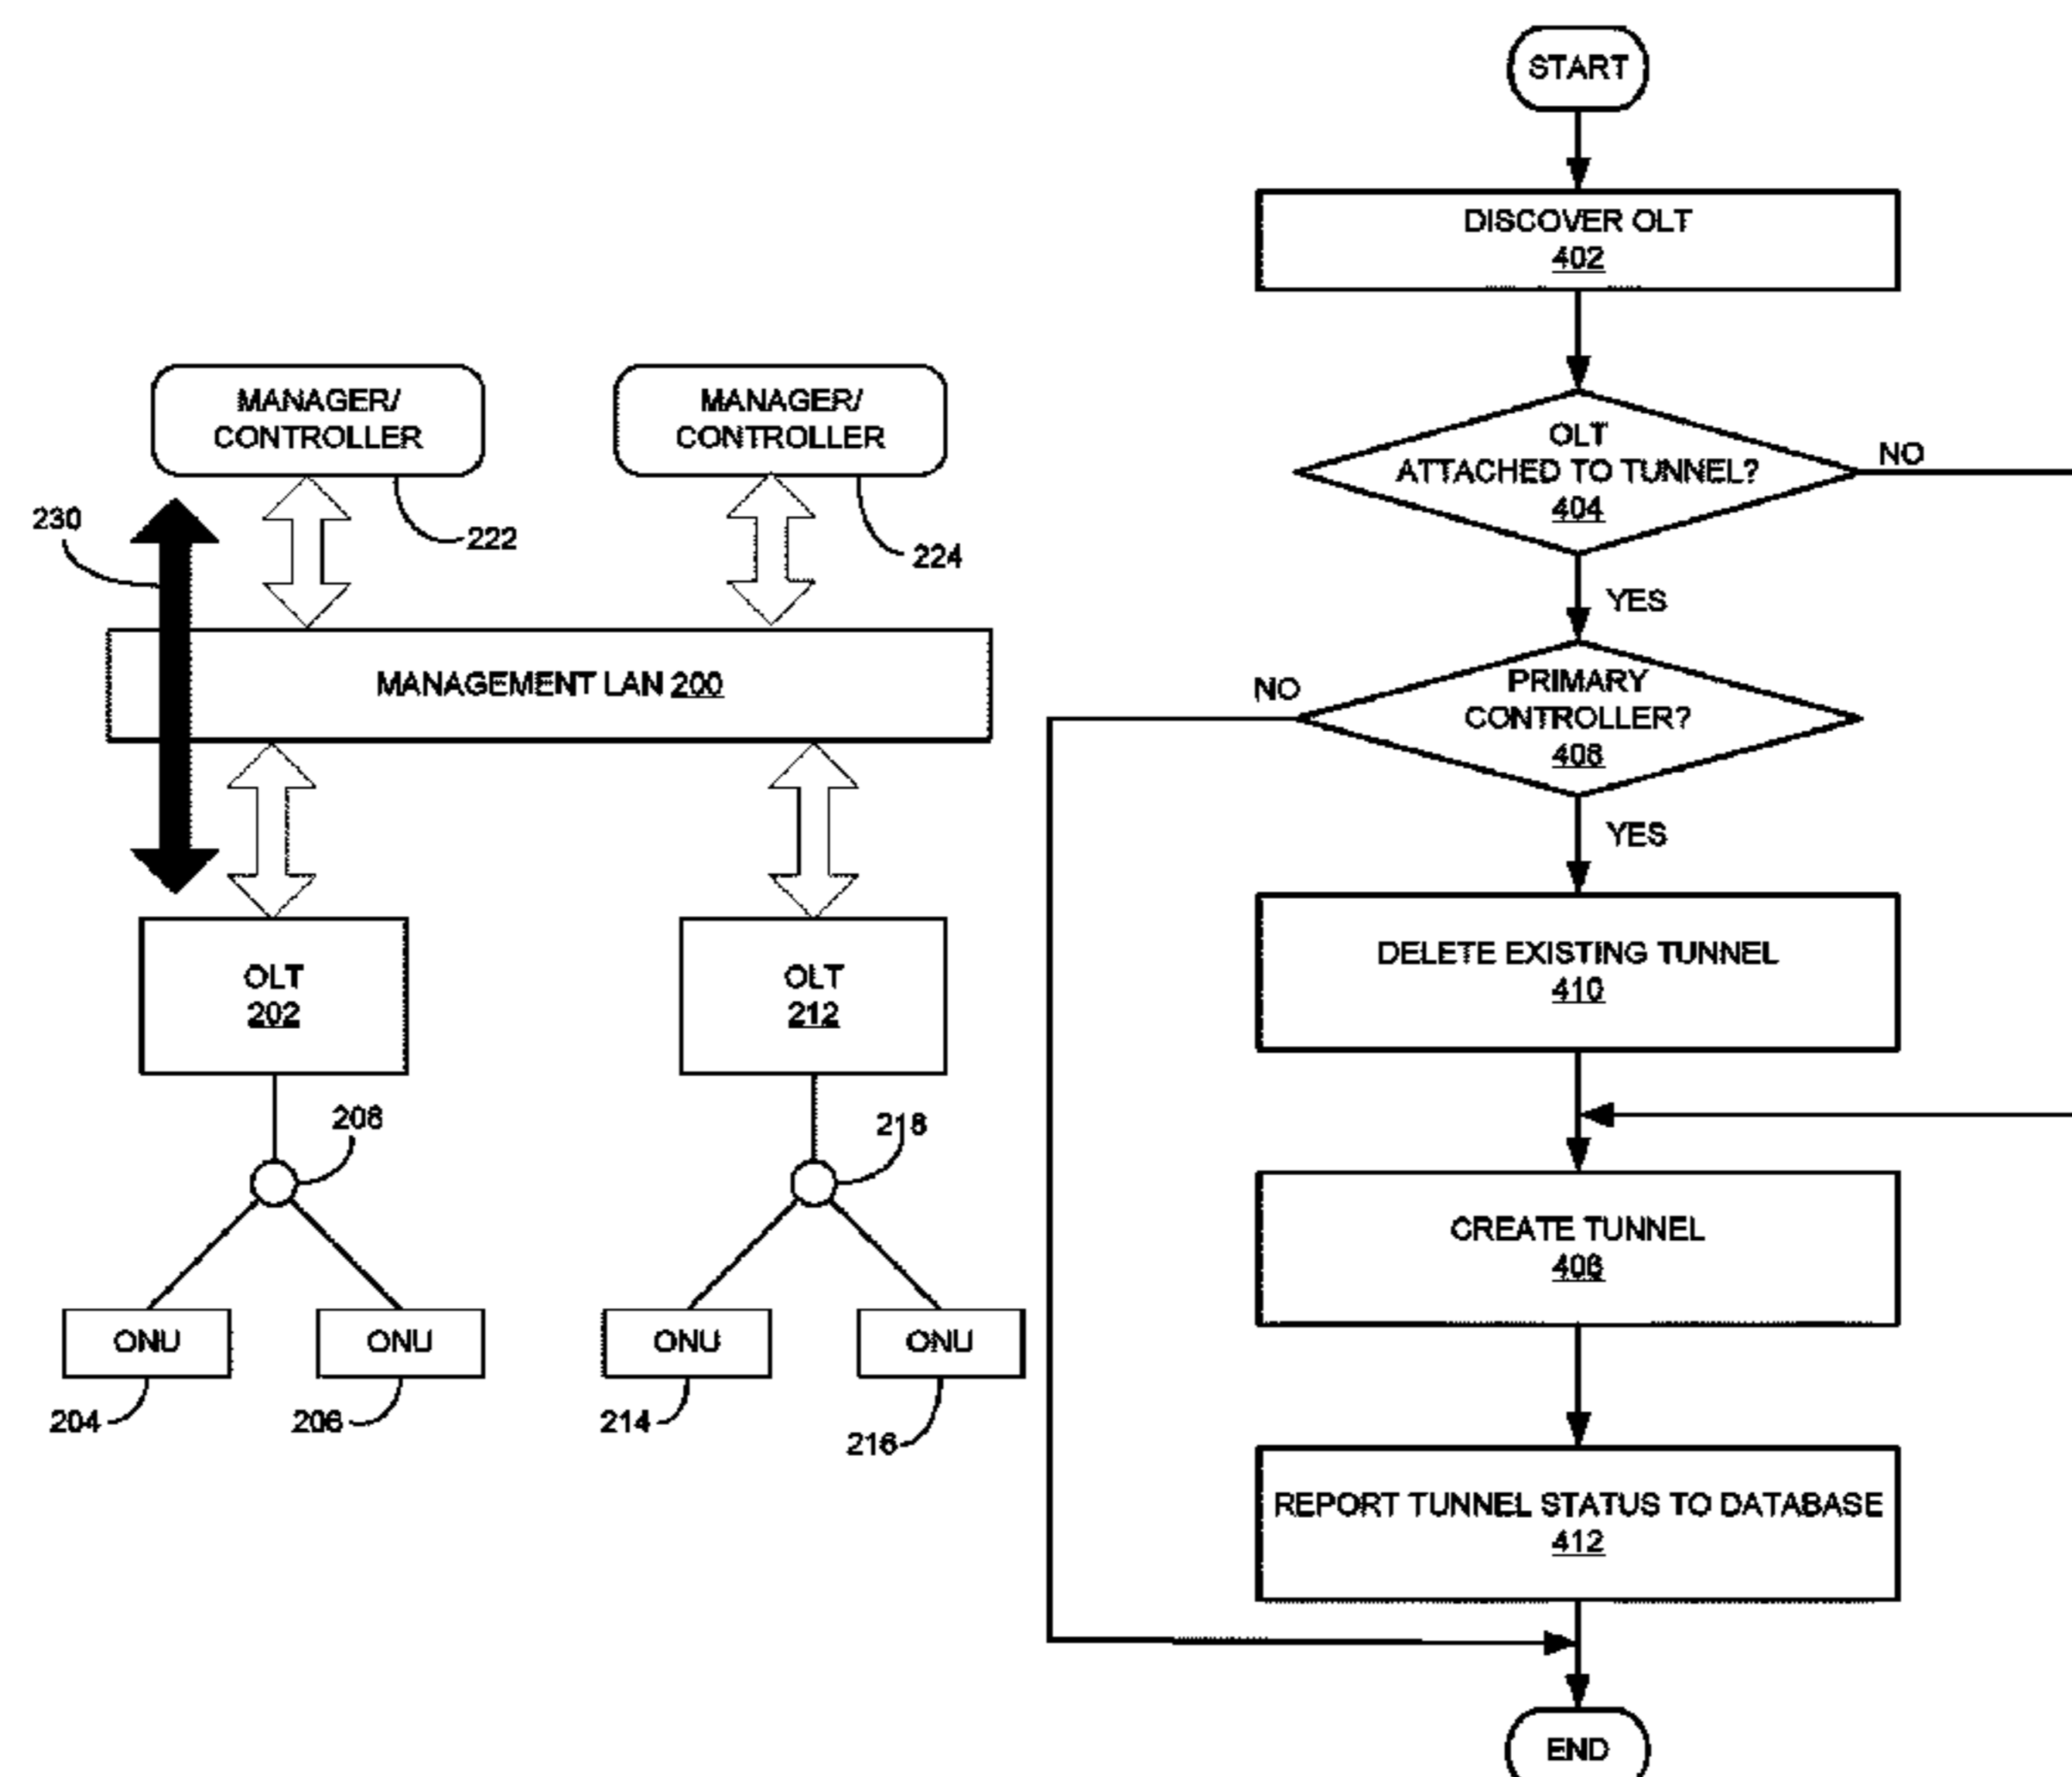 MANAGER/
CONTROLLER
MANAGER/
CONTROLLER
230
222
224
MANAGEMENT LAN 200
OLT
202
OLT
212
208
218
ONU
ONU
ONU
ONU
204
206
214
216
START
DISCOVER OLT
402
OLT
ATTACHED TO TUNNEL?
404
NO
YES
PRIMARY
CONTROLLER?
408
NO
YES
DELETE EXISTING TUNNEL
410
CREATE TUNNEL
406
REPORT TUNNEL STATUS TO DATABASE
412
END